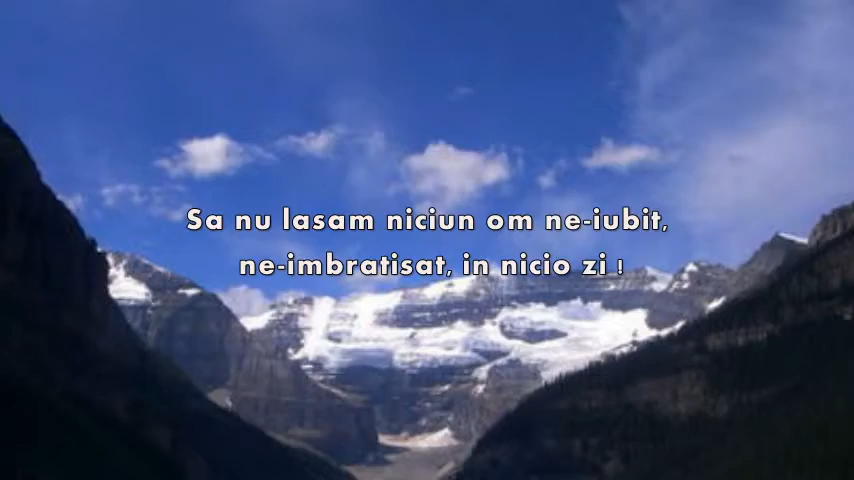 Sa nu lasam niciun om ne-iubit,
ne-imbratisat, in nicio zi !